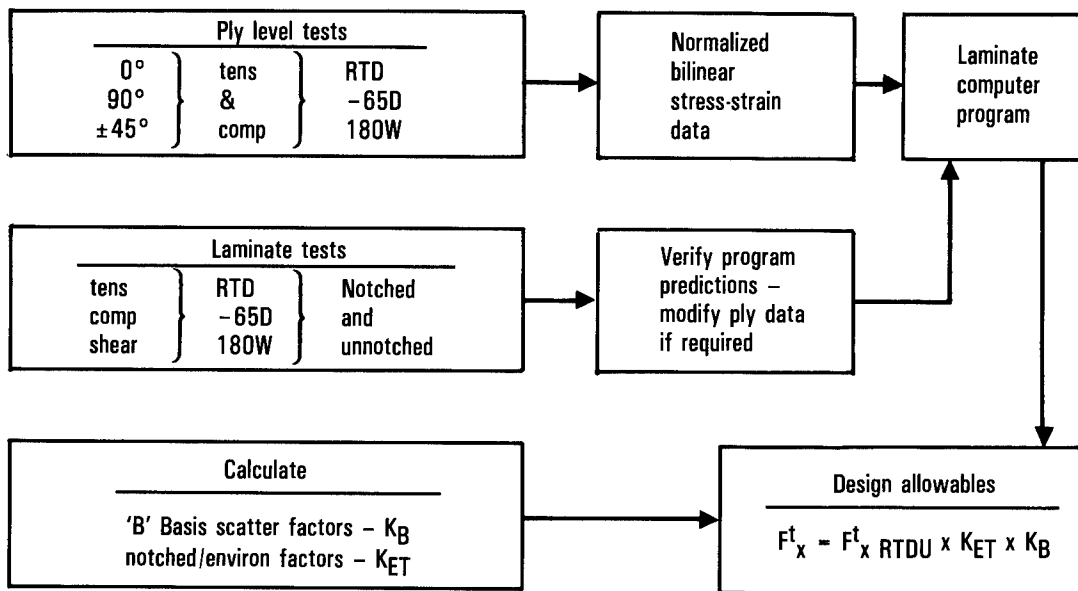 Ply level tests
0° tens RTD
90° & -65D
±45° comp 180W
Normalized
bilinear
stress-strain
data
Laminate
computer
program
Laminate tests
tens RTD Notched
comp -65D and
shear 180W unnotched
Verify program
predictions –
modify ply data
if required
Calculate
'B' Basis scatter factors – K_B
notched/environ factors – K_ET
Design allowables
F^t_x = F^t_x RTDU x K_ET x K_B